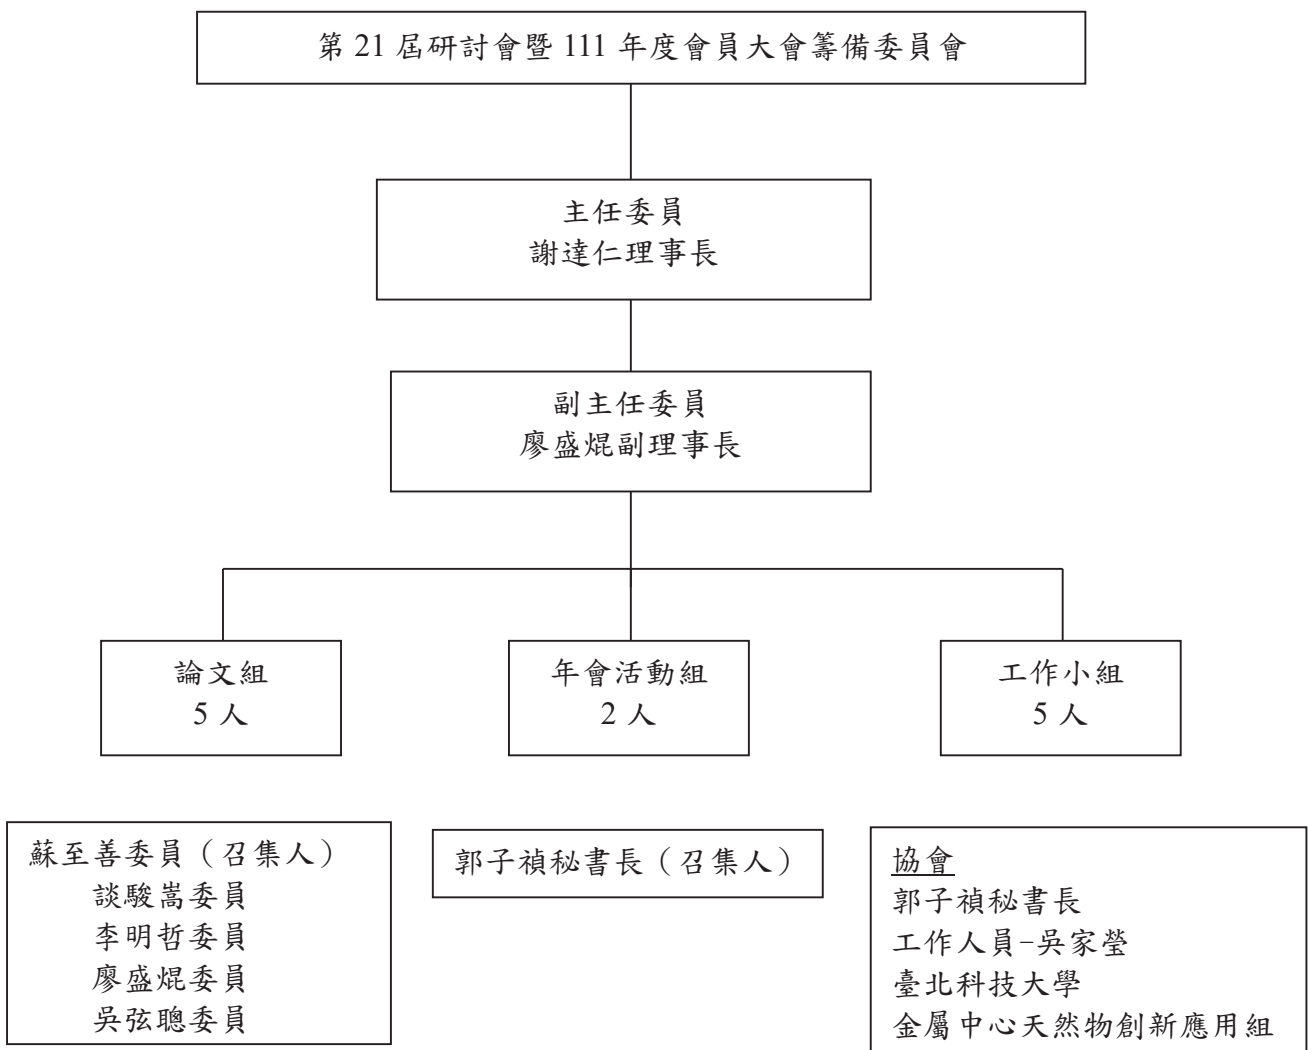 第 21 屆研討會暨 111 年度會員大會籌備委員會
主任委員
謝達仁理事長
副主任委員
廖盛焜副理事長
論文組
5 人
年會活動組
2 人
工作小組
5 人
蘇至善委員（召集人）
談駿嵩委員
李明哲委員
廖盛焜委員
吳弦聰委員
郭子禎秘書長（召集人）
協會
郭子禎秘書長
工作人員-吳家瑩
臺北科技大學
金屬中心天然物創新應用組